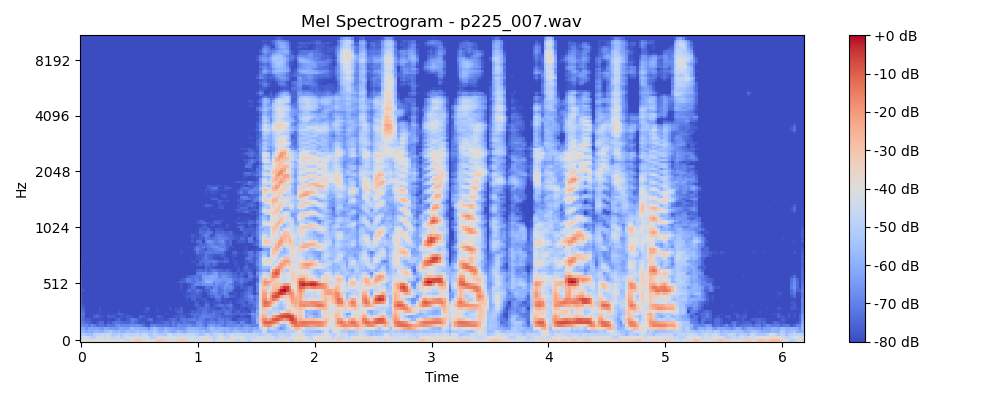 Mel Spectrogram - p225_007.wav
8192
4096
2048
1024
512
0
Hz
0 1 2 3 4 5 6
Time
+0 dB
-10 dB
-20 dB
-30 dB
-40 dB
-50 dB
-60 dB
-70 dB
-80 dB